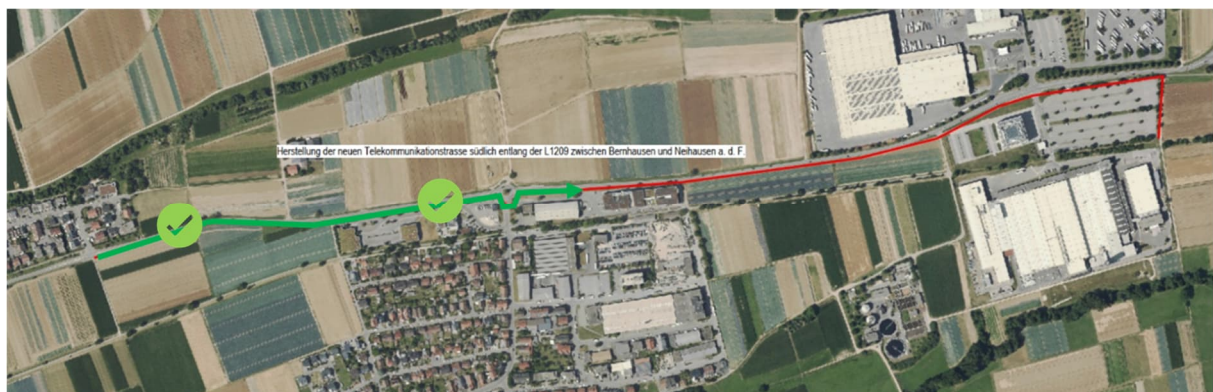 Herstellung der neuen Telekommunikationstrasse südlich entlang der L1209 zwischen Bernhausen und Neihausen a. d. F.